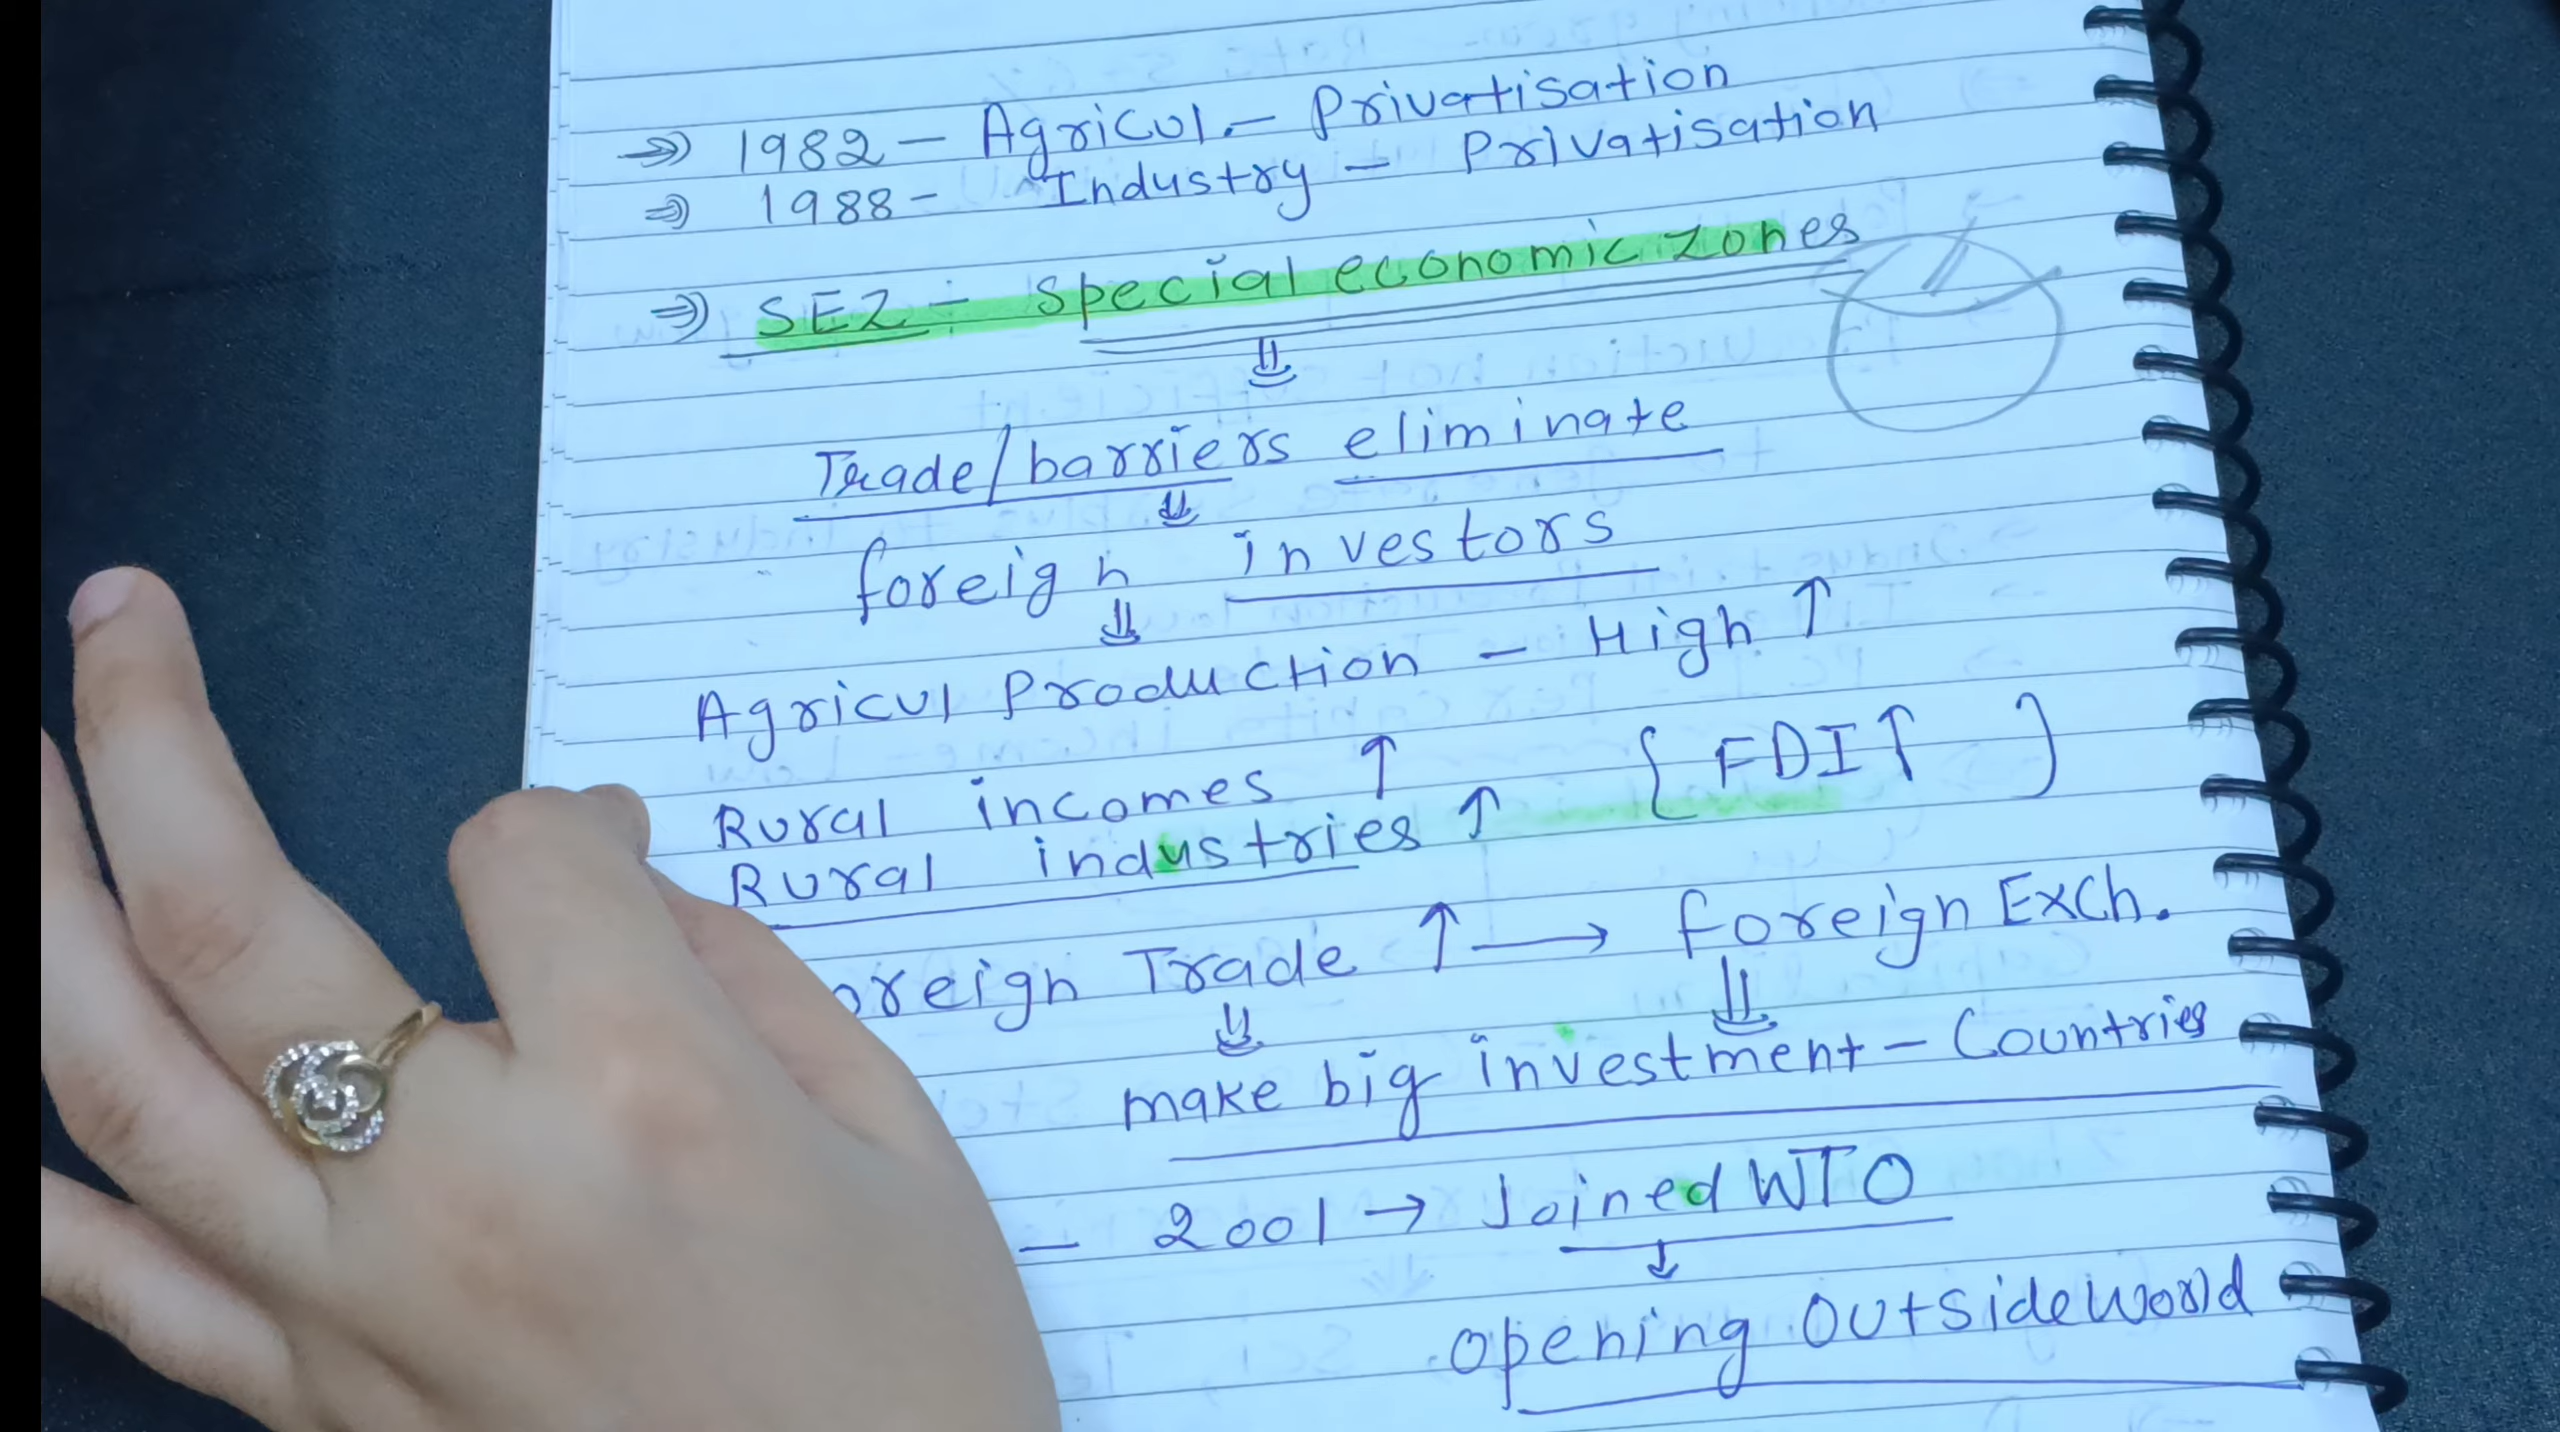 ⇒ 1982 – Agricul. – Privatisation
⇒ 1988 – Industry – Privatisation
⇒ SEZ – Special economic zones
⇓
Trade/barriers eliminate
⇓
foreign investors
⇓
Agricul Production – High ↑
Rural incomes ↑ { FDI ↑ }
Rural industries ↑
oreign Trade ↑ → foreign Exch.
⇓ ⇓
make big investment – Countries
– 2001 → Joined WTO
↓
opening Outside World